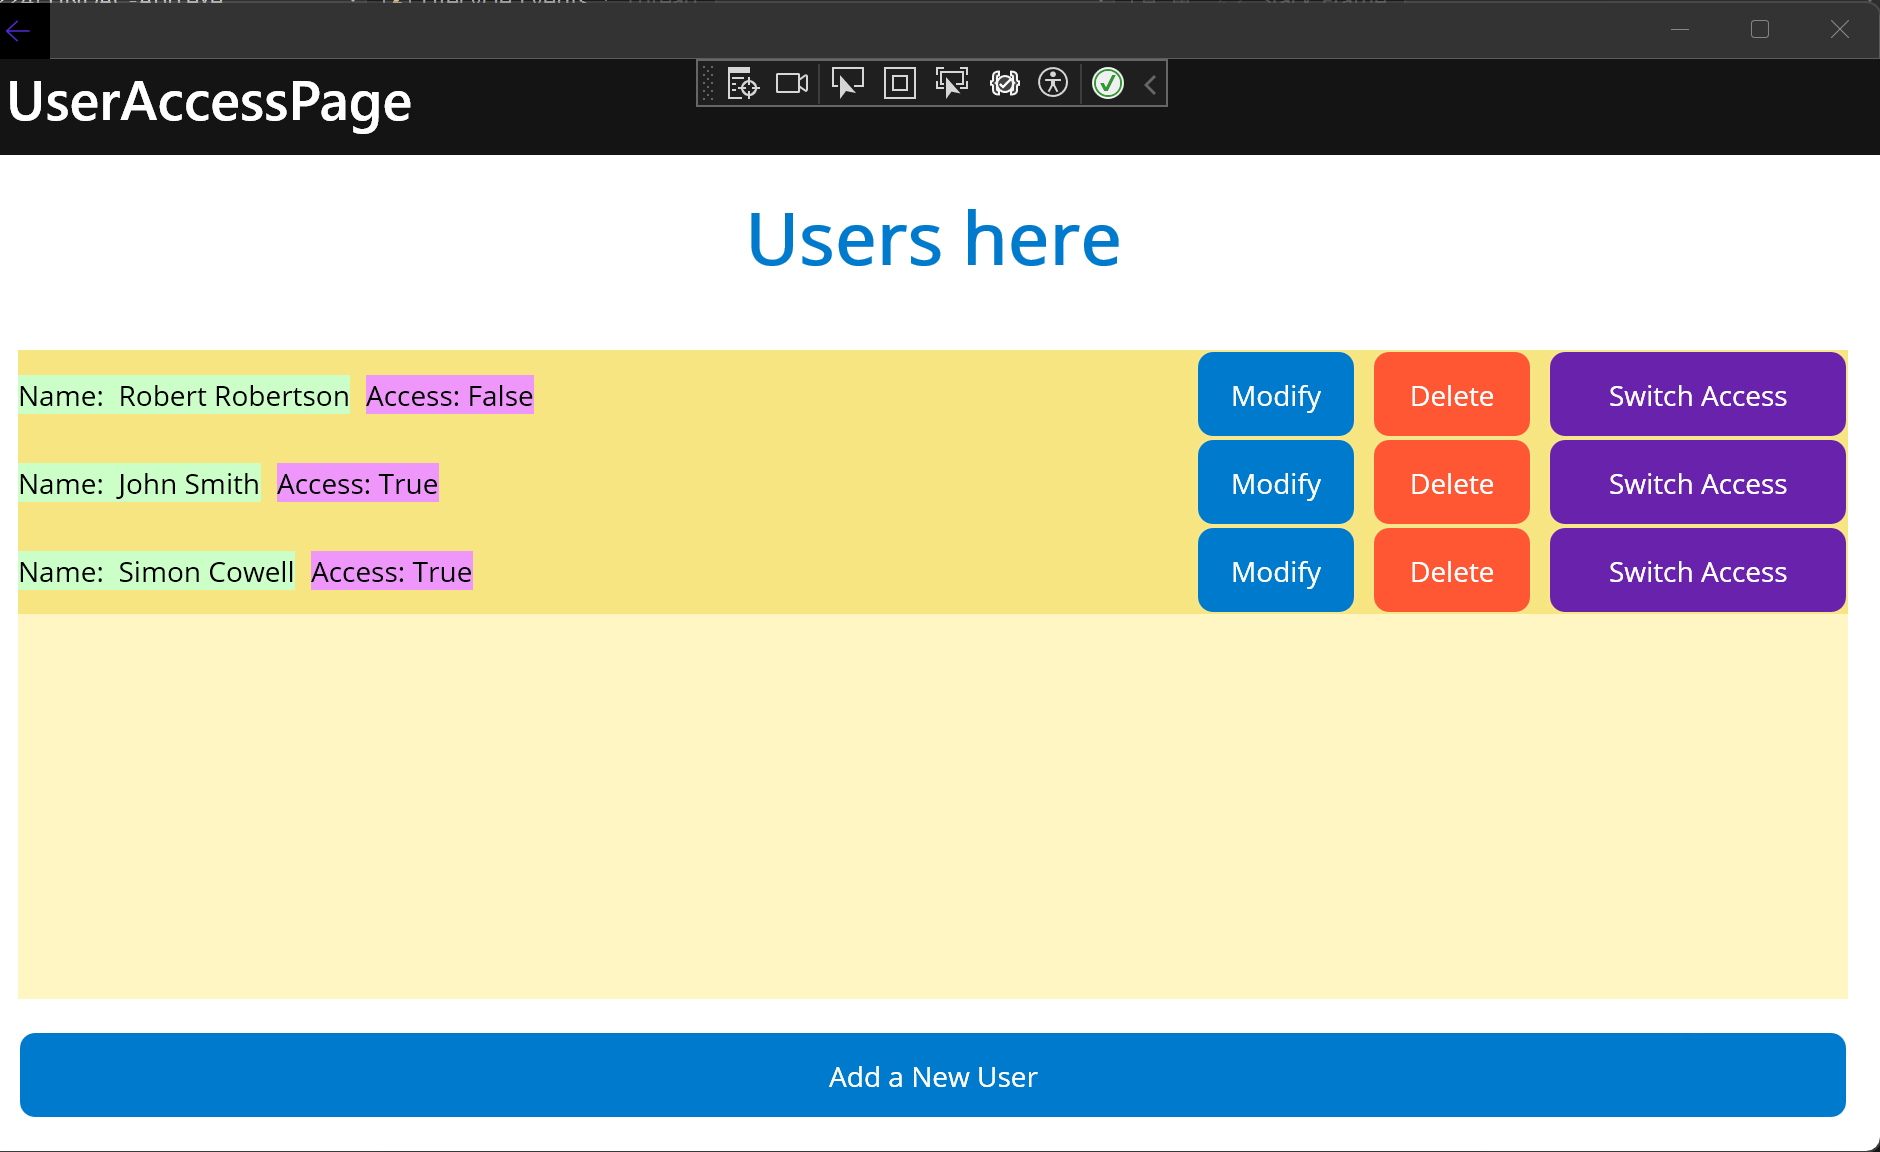 UserAccessPage
Users here
Name: Robert Robertson Access: False Modify Delete Switch Access
Name: John Smith Access: True Modify Delete Switch Access
Name: Simon Cowell Access: True Modify Delete Switch Access
Add a New User